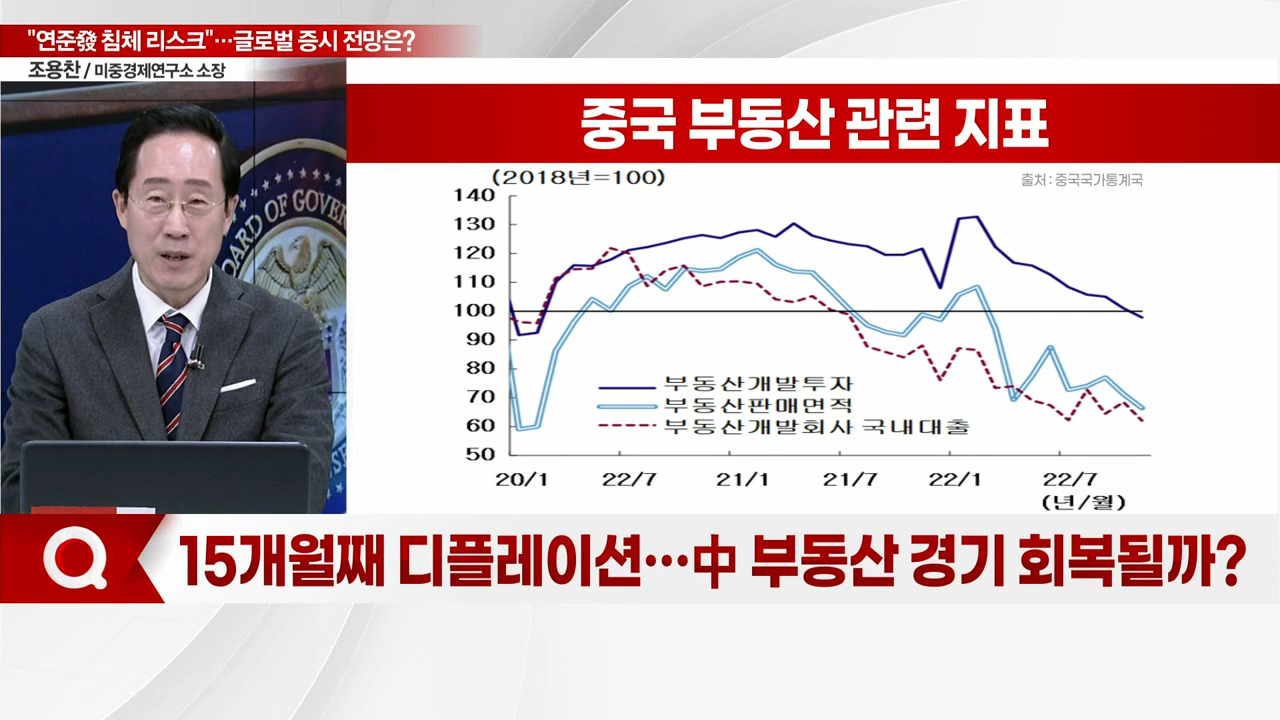 "연준發 침체 리스크"…글로벌 증시 전망은?
조용찬 / 미중경제연구소 소장
BOARD OF GOVER
중국 부동산 관련 지표
(2018년=100)
출처 : 중국국가통계국
140
130
120
110
100
90
80
70
60
50
부동산개발투자
부동산판매면적
부동산개발회사 국내대출
20/1 22/7 21/1 21/7 22/1 22/7
(년/월)
15개월째 디플레이션…中 부동산 경기 회복될까?